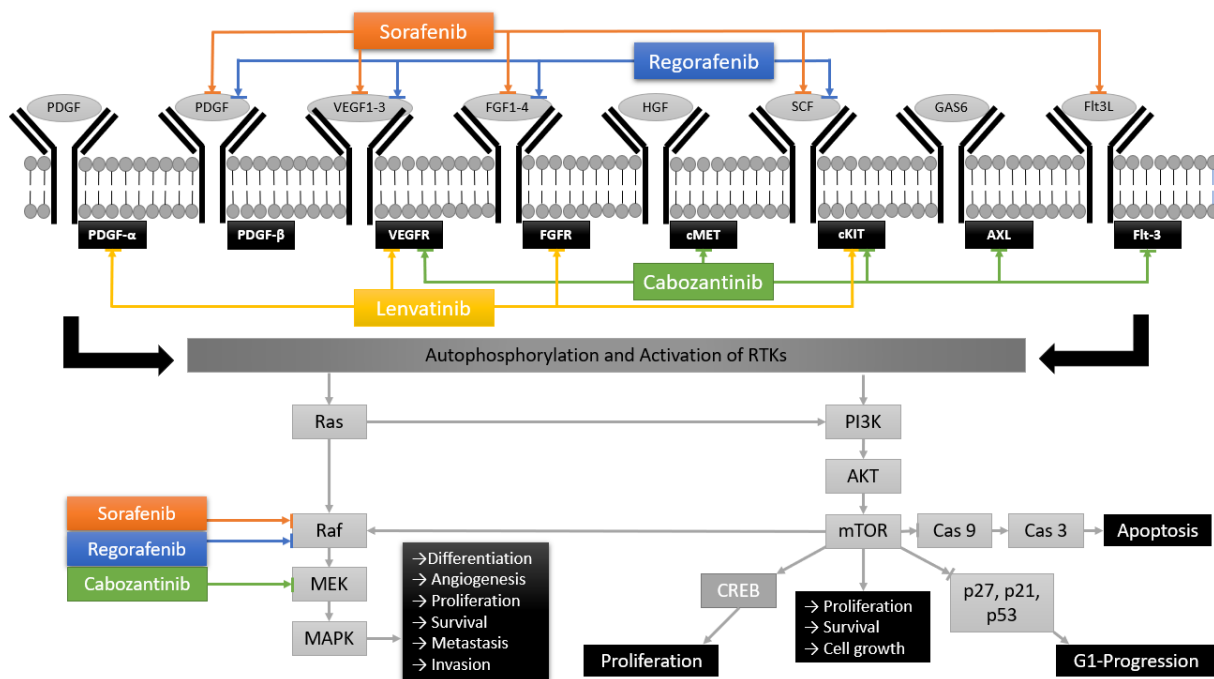 Sorafenib
Regorafenib
PDGF
PDGF
VEGF1-3
FGF1-4
HGF
SCF
GAS6
Flt3L
PDGF-α
PDGF-β
VEGFR
FGFR
cMET
cKIT
AXL
Flt-3
Cabozantinib
Lenvatinib
Autophosphorylation and Activation of RTKs
Ras
PI3K
AKT
Sorafenib
Regorafenib
Cabozantinib
Raf
mTOR
Cas 9
Cas 3
Apoptosis
MEK
MAPK
→Differentiation
→ Angiogenesis
→ Proliferation
→ Survival
→ Metastasis
→ Invasion
CREB
→ Proliferation
→ Survival
→ Cell growth
p27, p21,
p53
Proliferation
G1-Progression